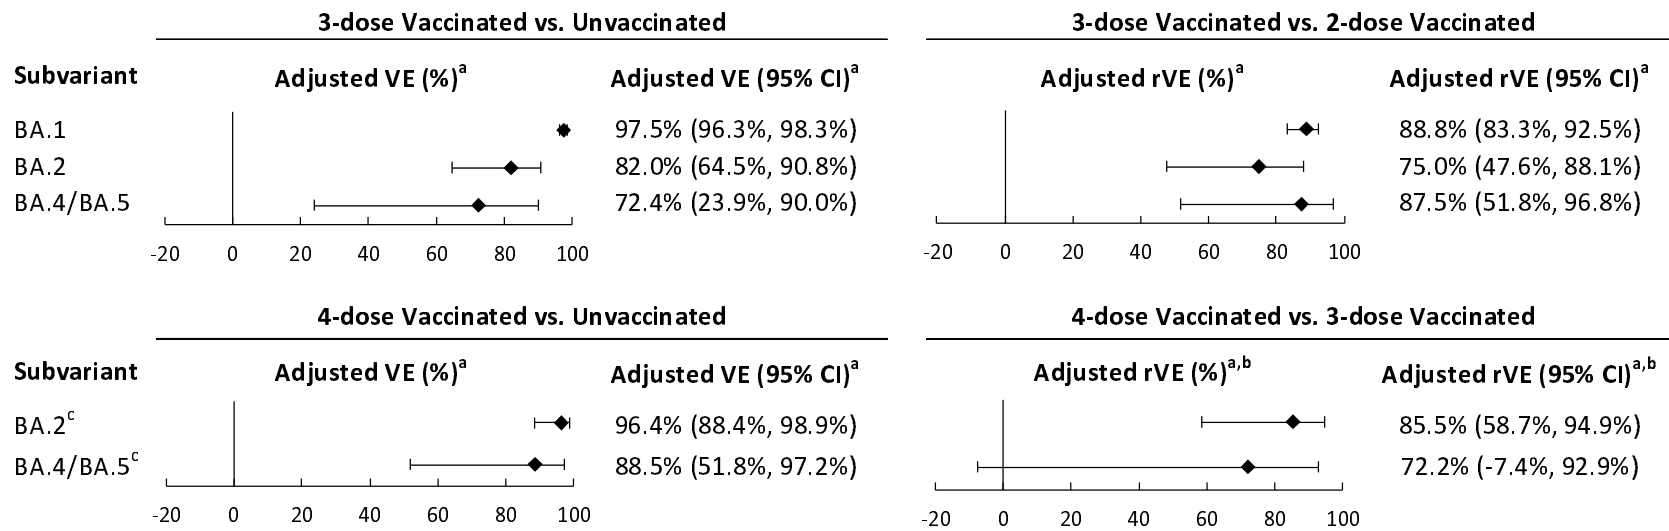 3-dose Vaccinated vs. Unvaccinated
Subvariant Adjusted VE (%)ᵃ Adjusted VE (95% CI)ᵃ
BA.1 97.5% (96.3%, 98.3%)
BA.2 82.0% (64.5%, 90.8%)
BA.4/BA.5 72.4% (23.9%, 90.0%)
-20 0 20 40 60 80 100
3-dose Vaccinated vs. 2-dose Vaccinated
Adjusted rVE (%)ᵃ Adjusted rVE (95% CI)ᵃ
88.8% (83.3%, 92.5%)
75.0% (47.6%, 88.1%)
87.5% (51.8%, 96.8%)
-20 0 20 40 60 80 100
4-dose Vaccinated vs. Unvaccinated
Subvariant Adjusted VE (%)ᵃ Adjusted VE (95% CI)ᵃ
BA.2ᶜ 96.4% (88.4%, 98.9%)
BA.4/BA.5ᶜ 88.5% (51.8%, 97.2%)
-20 0 20 40 60 80 100
4-dose Vaccinated vs. 3-dose Vaccinated
Adjusted rVE (%)ᵃ,ᵇ Adjusted rVE (95% CI)ᵃ,ᵇ
85.5% (58.7%, 94.9%)
72.2% (-7.4%, 92.9%)
-20 0 20 40 60 80 100